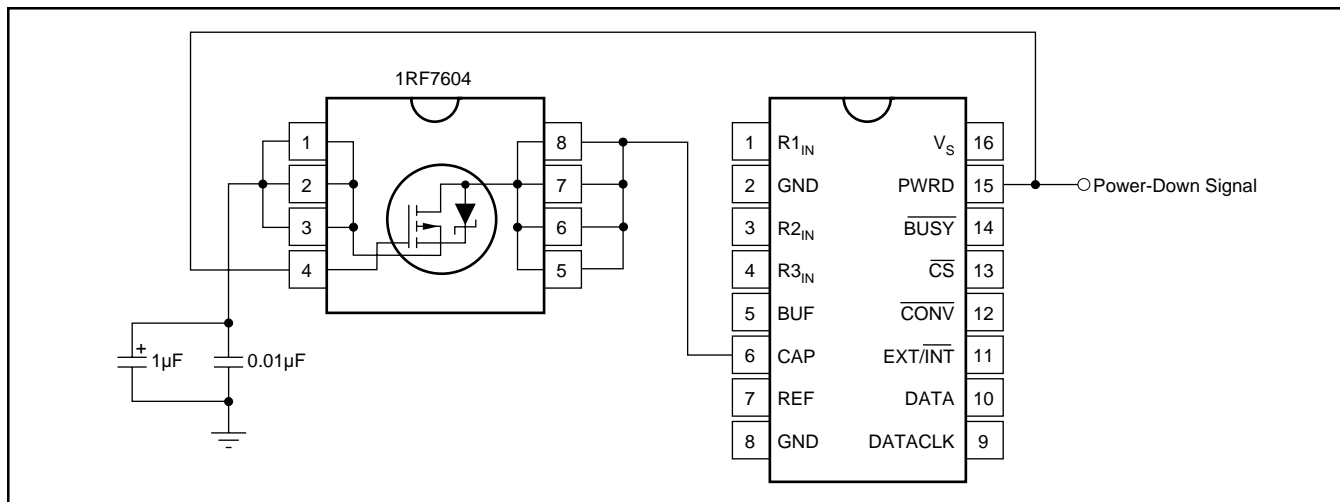 1RF7604
1
2
3
4
8
7
6
5
+
1µF
0.01µF
1 R1IN
2 GND
3 R2IN
4 R3IN
5 BUF
6 CAP
7 REF
8 GND
VS 16
PWRD 15
BUSY 14
CS 13
CONV 12
EXT/INT 11
DATA 10
DATACLK 9
Power-Down Signal